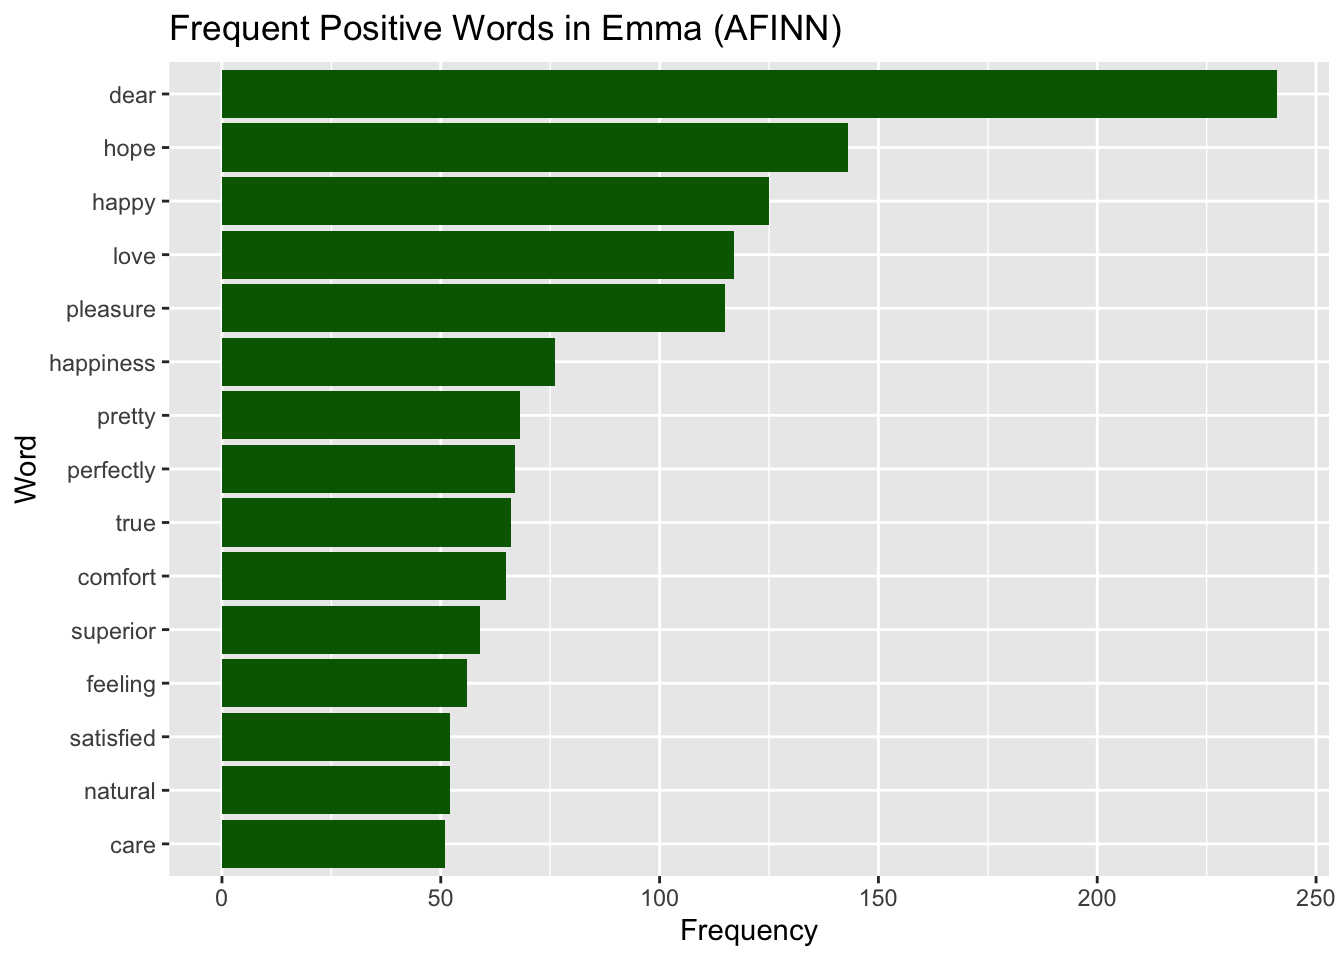 Frequent Positive Words in Emma (AFINN)
dear
hope
happy
love
pleasure
happiness
pretty
perfectly
true
comfort
superior
feeling
satisfied
natural
care
Word
0 50 100 150 200 250
Frequency